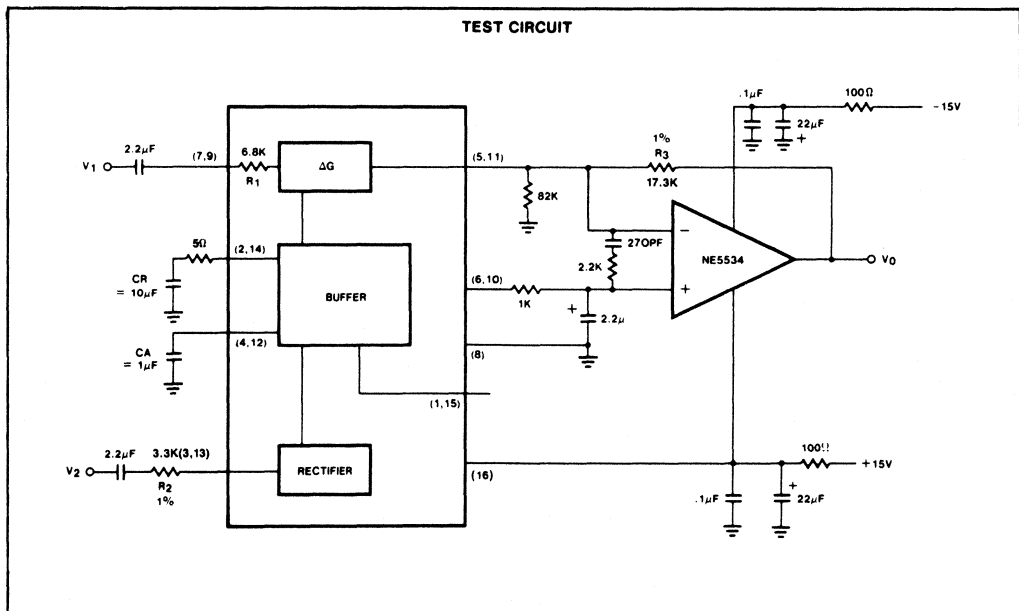 TEST CIRCUIT
.1μF
100Ω
−15V
22μF
+
2.2μF
V1
(7,9)
6.8K
R1
ΔG
(5,11)
1%
R3
17.3K
82K
5Ω
(2,14)
CR
= 10μF
BUFFER
270PF
2.2K
−
NE5534
+
VO
(6,10)
1K
+
2.2μ
(4,12)
CA
= 1μF
(8)
(1,15)
2.2μF
3.3K(3,13)
V2
R2
1%
RECTIFIER
(16)
100Ω
+15V
.1μF
+
22μF